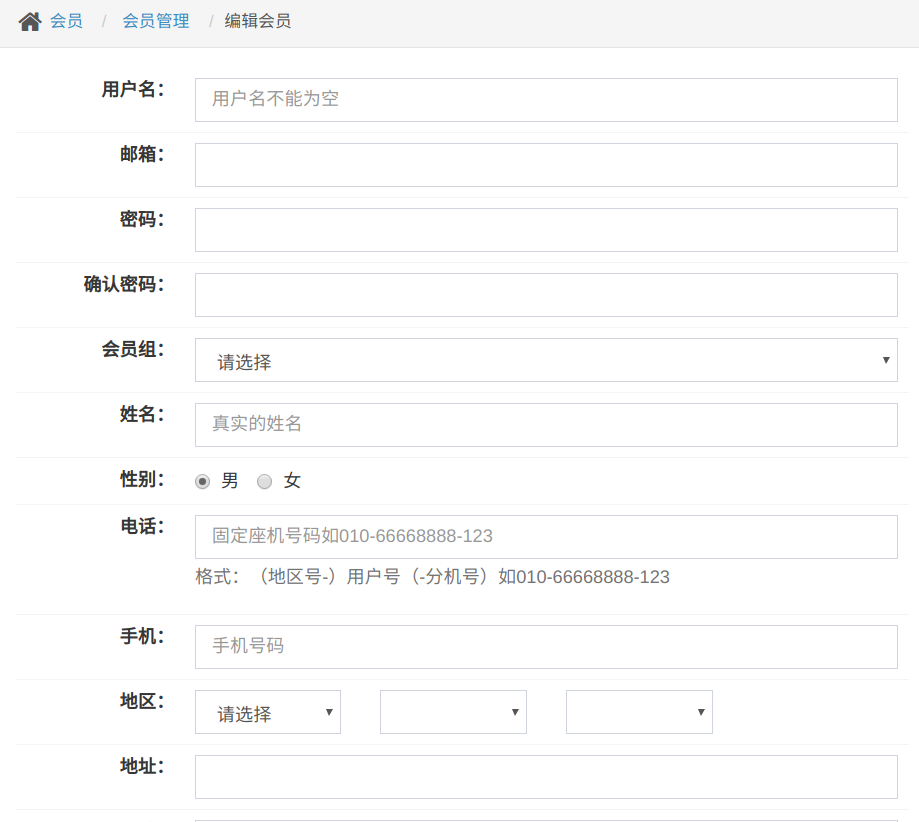 会员 / 会员管理 / 编辑会员
用户名： 用户名不能为空
邮箱：
密码：
确认密码：
会员组： 请选择
姓名： 真实的姓名
性别： 男 女
电话： 固定座机号码如010-66668888-123
格式：（地区号-）用户号（-分机号）如010-66668888-123
手机： 手机号码
地区： 请选择
地址：